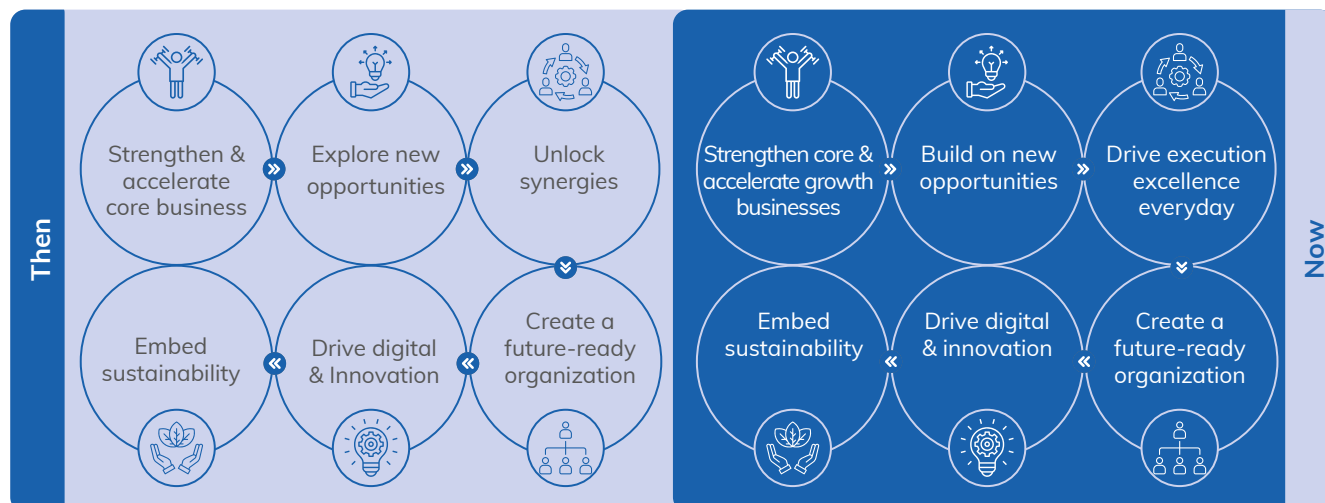 Then
Strengthen &
accelerate
core business
Explore new
opportunities
Unlock
synergies
Embed
sustainability
Drive digital
& Innovation
Create a
future-ready
organization
Strengthen core &
accelerate growth
businesses
Build on new
opportunities
Drive execution
excellence
everyday
Embed
sustainability
Drive digital
& innovation
Create a
future-ready
organization
Now